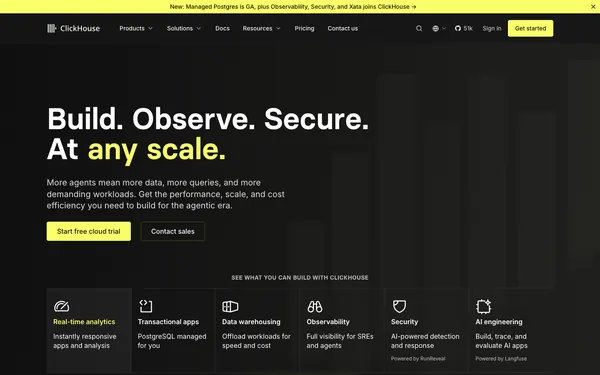 New: Managed Postgres is GA, plus Observability, Security, and Xata joins ClickHouse →
ClickHouse
Products
Solutions
Docs
Resources
Pricing
Contact us
51k
Sign in
Get started
Build. Observe. Secure.
At any scale.
More agents mean more data, more queries, and more
demanding workloads. Get the performance, scale, and cost
efficiency you need to build for the agentic era.
Start free cloud trial
Contact sales
SEE WHAT YOU CAN BUILD WITH CLICKHOUSE
Real-time analytics
Instantly responsive
apps and analysis
Transactional apps
PostgreSQL managed
for you
Data warehousing
Offload workloads for
speed and cost
Observability
Full visibility for SREs
and agents
Security
AI-powered detection
and response
Powered by RunReveal
AI engineering
Build, trace, and
evaluate AI apps
Powered by Langfuse